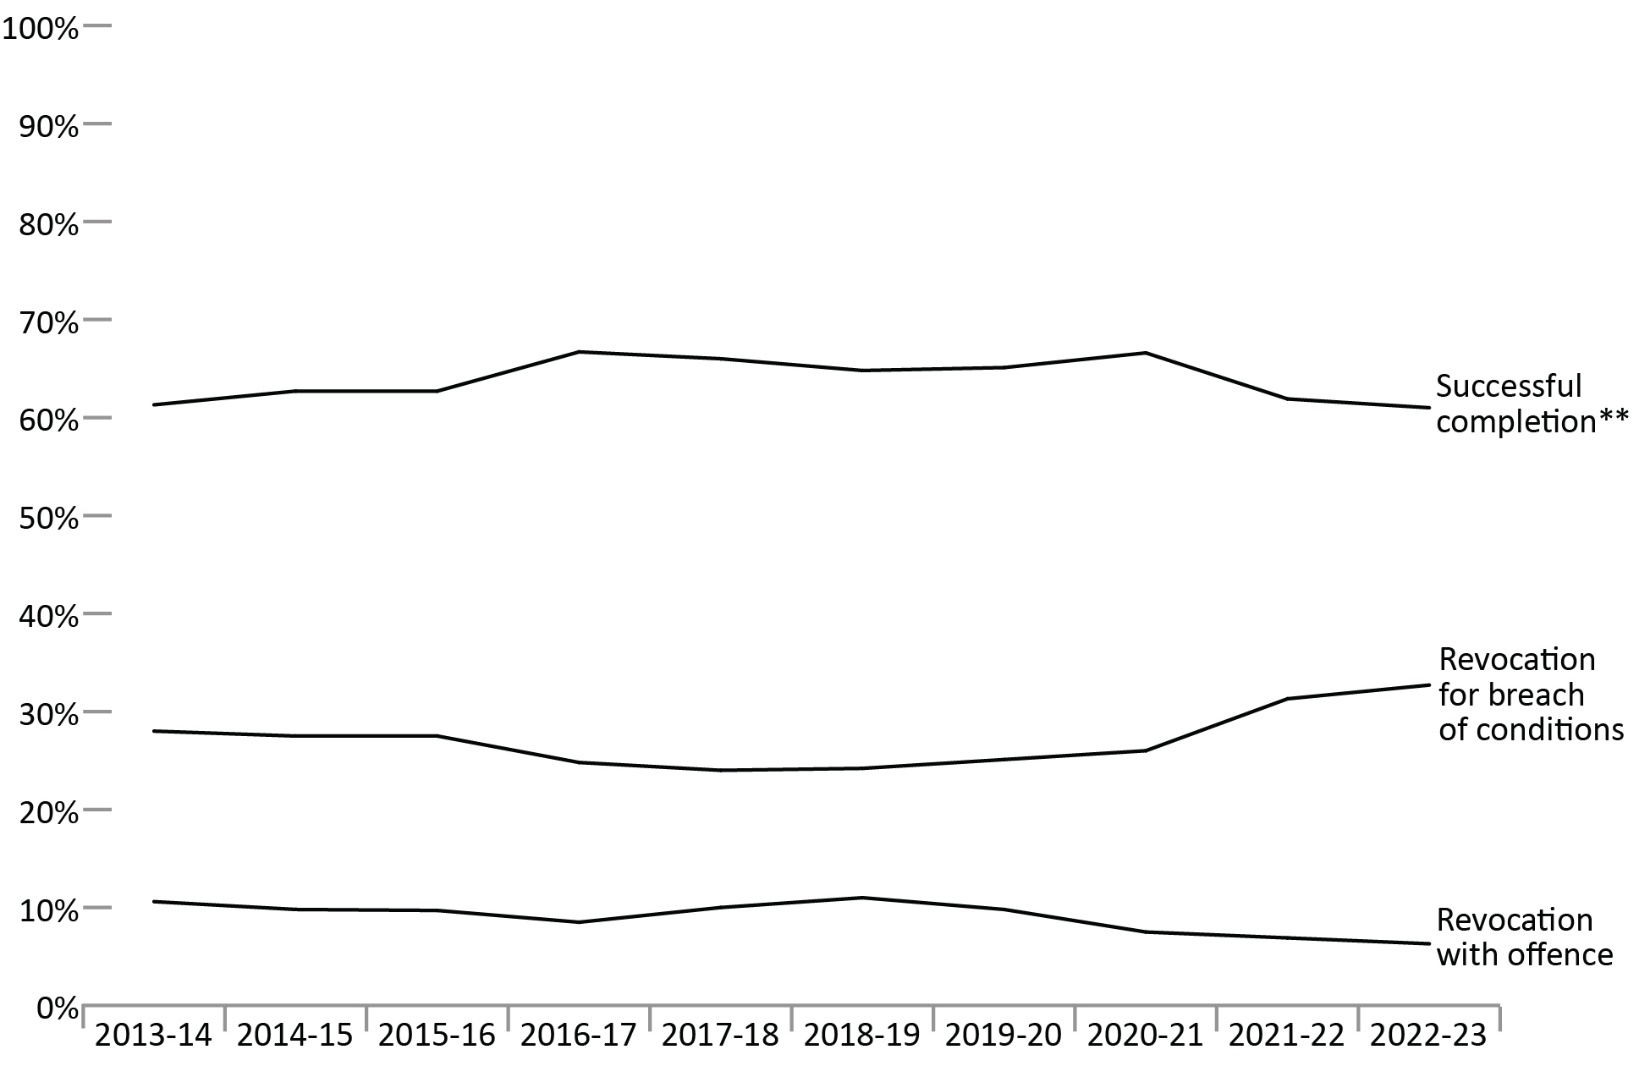 100%
90%
80%
70%
60%
50%
40%
30%
20%
10%
0%
Successful
completion**
Revocation
for breach
of conditions
Revocation
with offence
2013-14 2014-15 2015-16 2016-17 2017-18 2018-19 2019-20 2020-21 2021-22 2022-23